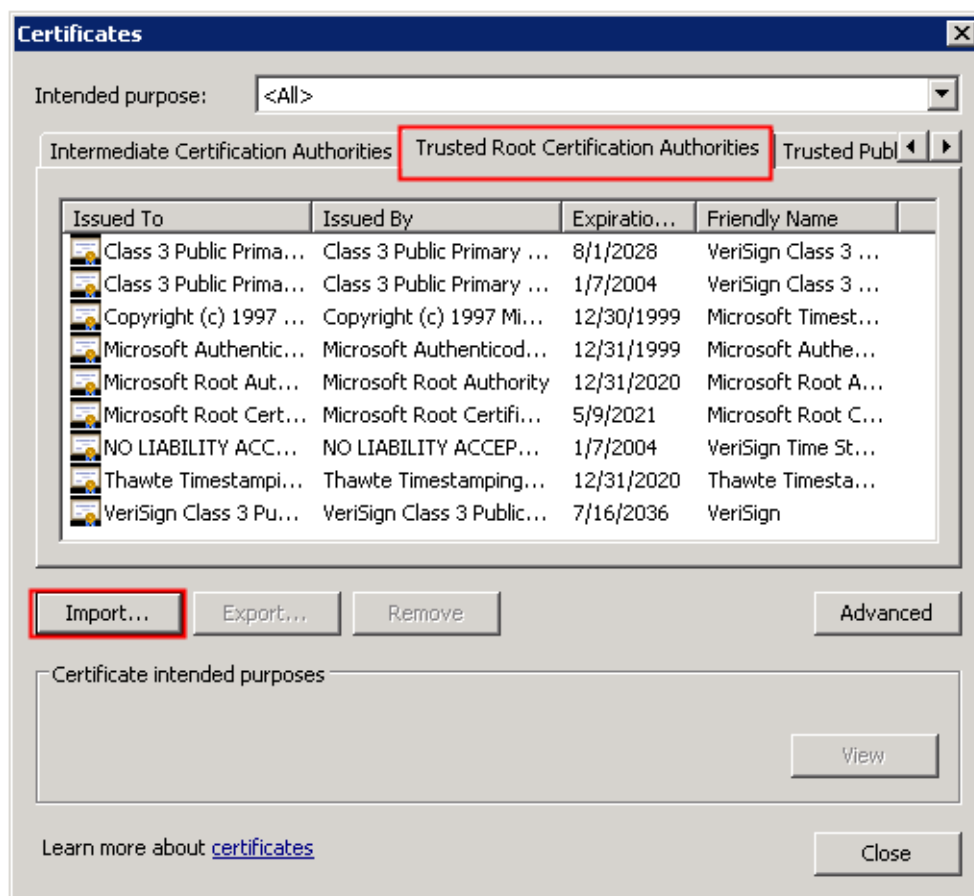 Certificates
Intended purpose: <All>
Intermediate Certification Authorities Trusted Root Certification Authorities Trusted Publ
Issued To Issued By Expiratio... Friendly Name
Class 3 Public Prima... Class 3 Public Primary ... 8/1/2028 VeriSign Class 3 ...
Class 3 Public Prima... Class 3 Public Primary ... 1/7/2004 VeriSign Class 3 ...
Copyright (c) 1997 ... Copyright (c) 1997 Mi... 12/30/1999 Microsoft Timest...
Microsoft Authentic... Microsoft Authenticod... 12/31/1999 Microsoft Authe...
Microsoft Root Aut... Microsoft Root Authority 12/31/2020 Microsoft Root A...
Microsoft Root Cert... Microsoft Root Certifi... 5/9/2021 Microsoft Root C...
NO LIABILITY ACC... NO LIABILITY ACCEP... 1/7/2004 VeriSign Time St...
Thawte Timestampi... Thawte Timestamping... 12/31/2020 Thawte Timesta...
VeriSign Class 3 Pu... VeriSign Class 3 Public... 7/16/2036 VeriSign
Import... Export... Remove Advanced
Certificate intended purposes
View
Learn more about certificates
Close